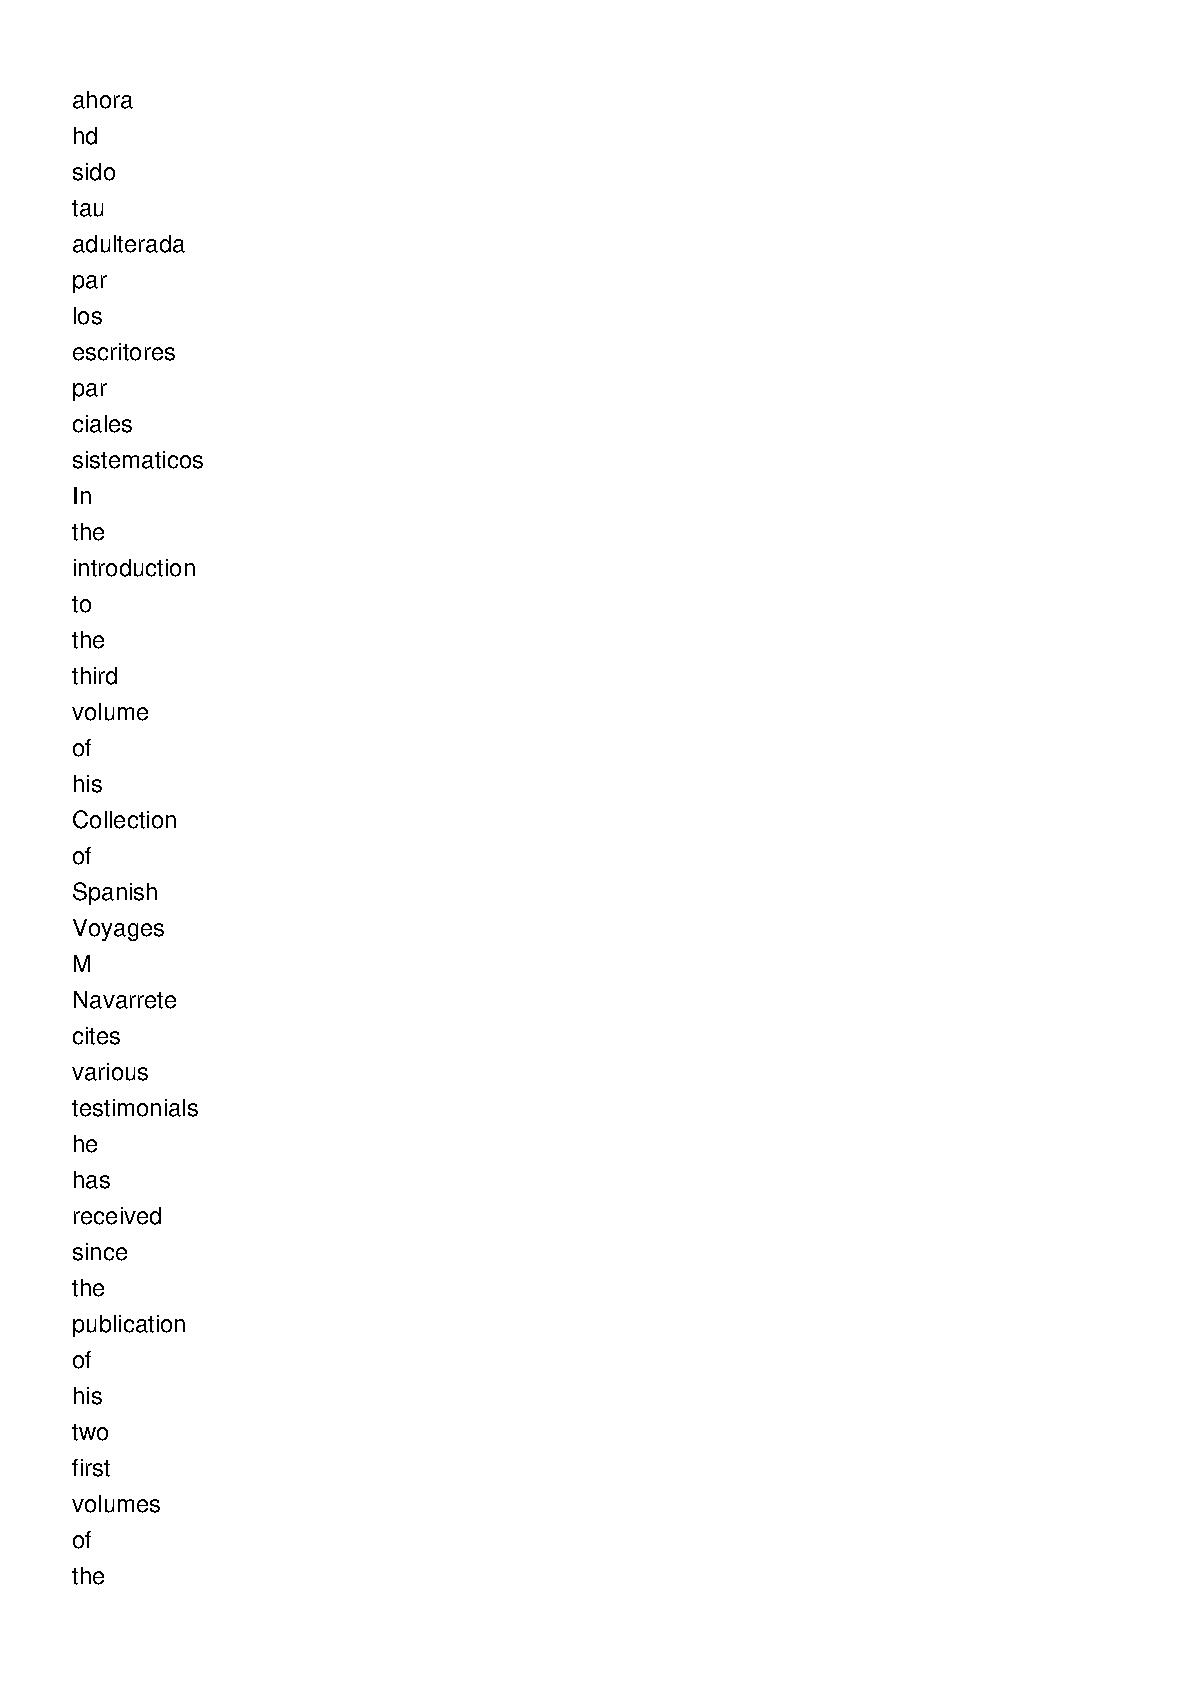 ahora
hd
sido
tau
adulterada
par
los
escritores
par
ciales
sistematicos
In
the
introduction
to
the
third
volume
of
his
Collection
of
Spanish
Voyages
M
Navarrete
cites
various
testimonials
he
has
received
since
the
publication
of
his
two
first
volumes
of
the